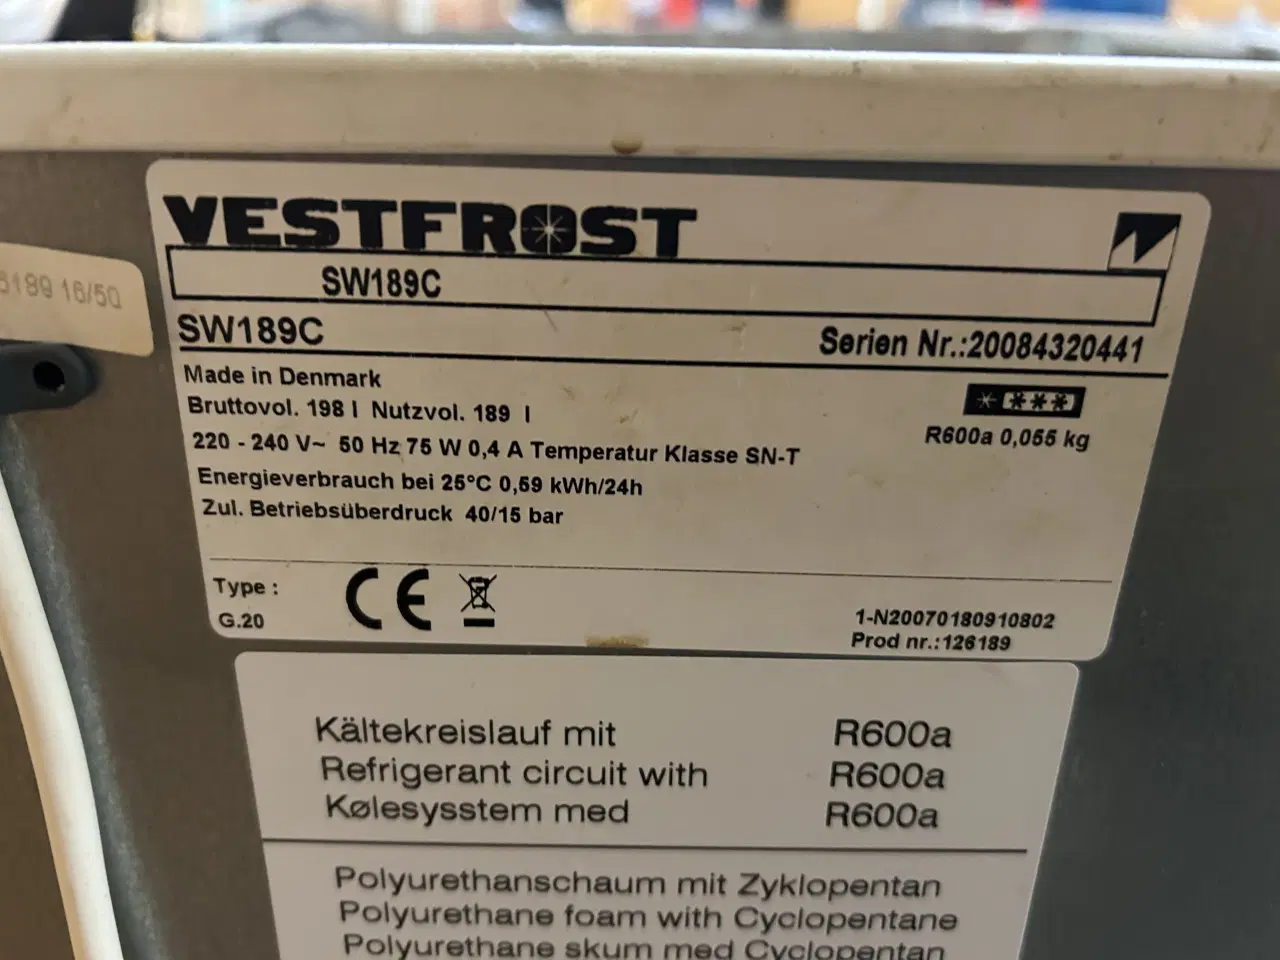 VESTFROST
SW189C
SW189C
Serien Nr.:20084320441
Made in Denmark
Bruttovol. 198 l Nutzvol. 189 l
220 - 240 V~ 50 Hz 75 W 0,4 A Temperatur Klasse SN-T
R600a 0,055 kg
Energieverbrauch bei 25°C 0,59 kWh/24h
Zul. Betriebsüberdruck 40/15 bar
Type :
G.20
CE
1-N20070180910802
Prod nr.:126189
6189 16/50
Kältekreislauf mit R600a
Refrigerant circuit with R600a
Kølesysstem med R600a
Polyurethanschaum mit Zyklopentan
Polyurethane foam with Cyclopentane
Polyurethane skum med Cyclopentan